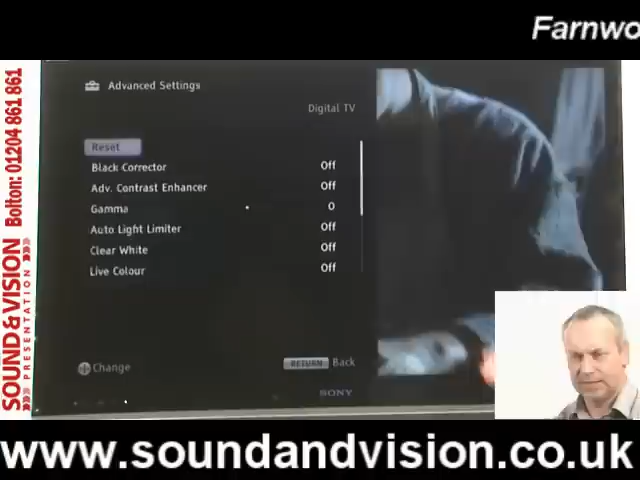 Farnwo
Bolton: 01204 861 861
SOUND & VISION
PRESENTATION
Advanced Settings
Digital TV
Reset
Black Corrector Off
Adv. Contrast Enhancer Off
Gamma 0
Auto Light Limiter Off
Clear White Off
Live Colour Off
Change
RETURN Back
SONY
www.soundandvision.co.uk